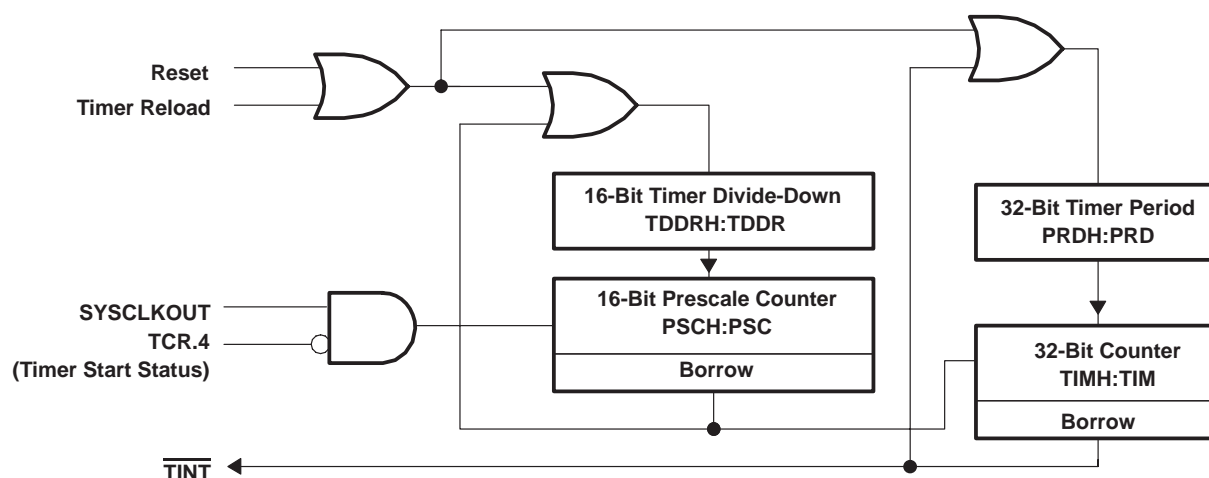 Reset
Timer Reload
16-Bit Timer Divide-Down
TDDRH:TDDR
32-Bit Timer Period
PRDH:PRD
SYSCLKOUT
TCR.4
(Timer Start Status)
16-Bit Prescale Counter
PSCH:PSC
Borrow
32-Bit Counter
TIMH:TIM
Borrow
TINT